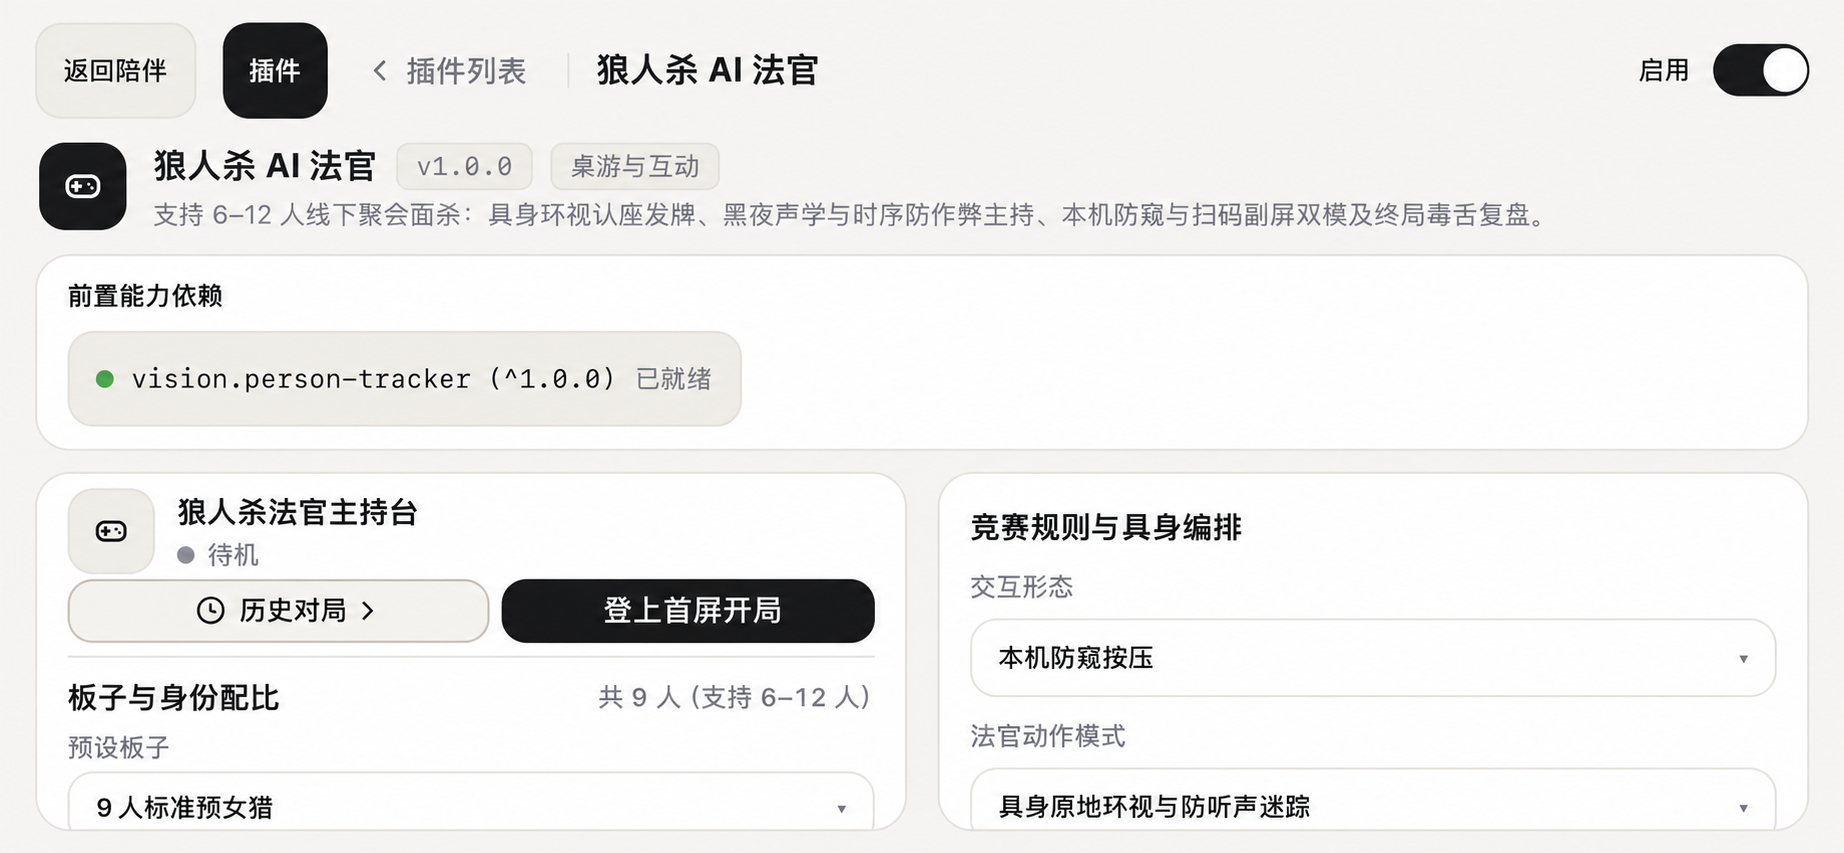 返回陪伴
插件
插件列表
狼人杀 AI 法官
启用
狼人杀 AI 法官
v1.0.0
桌游与互动
支持 6–12 人线下聚会面杀：具身环视认座发牌、黑夜声学与时序防作弊主持、本机防窥与扫码副屏双模及终局毒舌复盘。
前置能力依赖
vision.person-tracker (^1.0.0) 已就绪
狼人杀法官主持台
待机
历史对局
登上首屏开局
板子与身份配比
共 9 人 (支持 6–12 人)
预设板子
9 人标准预女猎
竞赛规则与具身编排
交互形态
本机防窥按压
法官动作模式
具身原地环视与防听声迷踪